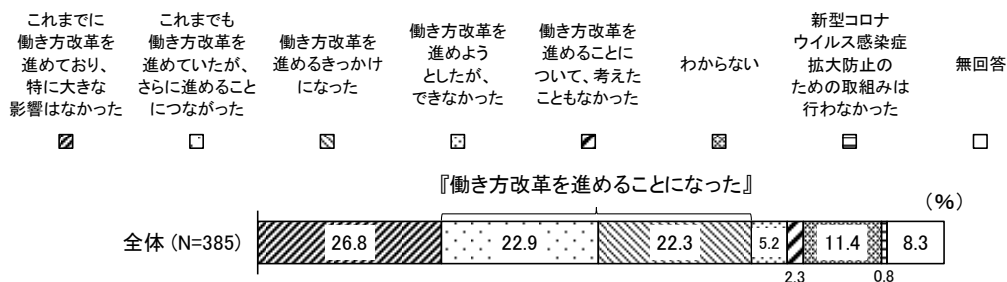 これまでに
働き方改革を
進めており、
特に大きな
影響はなかった
これまでも
働き方改革を
進めていたが、
さらに進めること
につながった
働き方改革を
進めるきっかけ
になった
働き方改革を
進めよう
としたが、
できなかった
働き方改革を
進めることに
ついて、考えた
こともなかった
わからない
新型コロナ
ウイルス感染症
拡大防止の
ための取組みは
行わなかった
無回答
『働き方改革を進めることになった』
(%)
全体 (N=385)
26.8
22.9
22.3
5.2
2.3
11.4
0.8
8.3